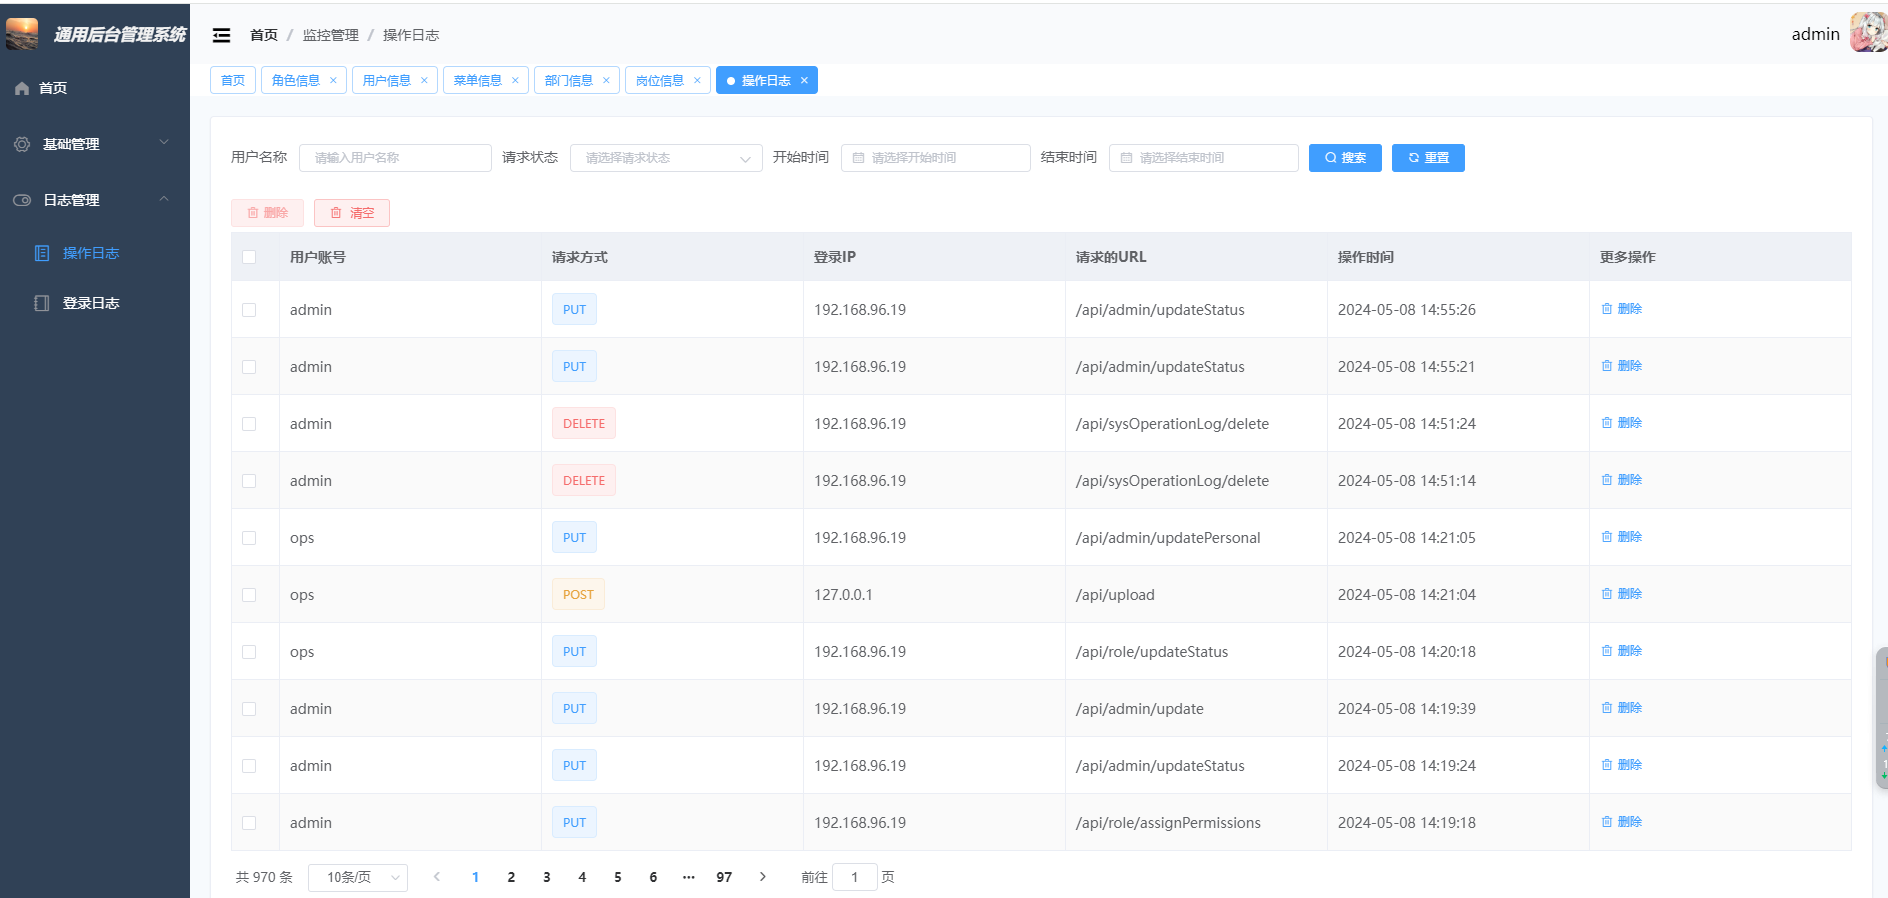 通用后台管理系统
首页 / 监控管理 / 操作日志
admin
首页
基础管理
日志管理
操作日志
登录日志
首页 角色信息 × 用户信息 × 菜单信息 × 部门信息 × 岗位信息 × 操作日志 ×
用户名称 请输入用户名称 请求状态 请选择请求状态 开始时间 请选择开始时间 结束时间 请选择结束时间 搜索 重置
删除 清空
用户账号 请求方式 登录IP 请求的URL 操作时间 更多操作
admin PUT 192.168.96.19 /api/admin/updateStatus 2024-05-08 14:55:26 删除
admin PUT 192.168.96.19 /api/admin/updateStatus 2024-05-08 14:55:21 删除
admin DELETE 192.168.96.19 /api/sysOperationLog/delete 2024-05-08 14:51:24 删除
admin DELETE 192.168.96.19 /api/sysOperationLog/delete 2024-05-08 14:51:14 删除
ops PUT 192.168.96.19 /api/admin/updatePersonal 2024-05-08 14:21:05 删除
ops POST 127.0.0.1 /api/upload 2024-05-08 14:21:04 删除
ops PUT 192.168.96.19 /api/role/updateStatus 2024-05-08 14:20:18 删除
admin PUT 192.168.96.19 /api/admin/update 2024-05-08 14:19:39 删除
admin PUT 192.168.96.19 /api/admin/updateStatus 2024-05-08 14:19:24 删除
admin PUT 192.168.96.19 /api/role/assignPermissions 2024-05-08 14:19:18 删除
共 970 条 10条/页 1 2 3 4 5 6 ··· 97 前往 1 页